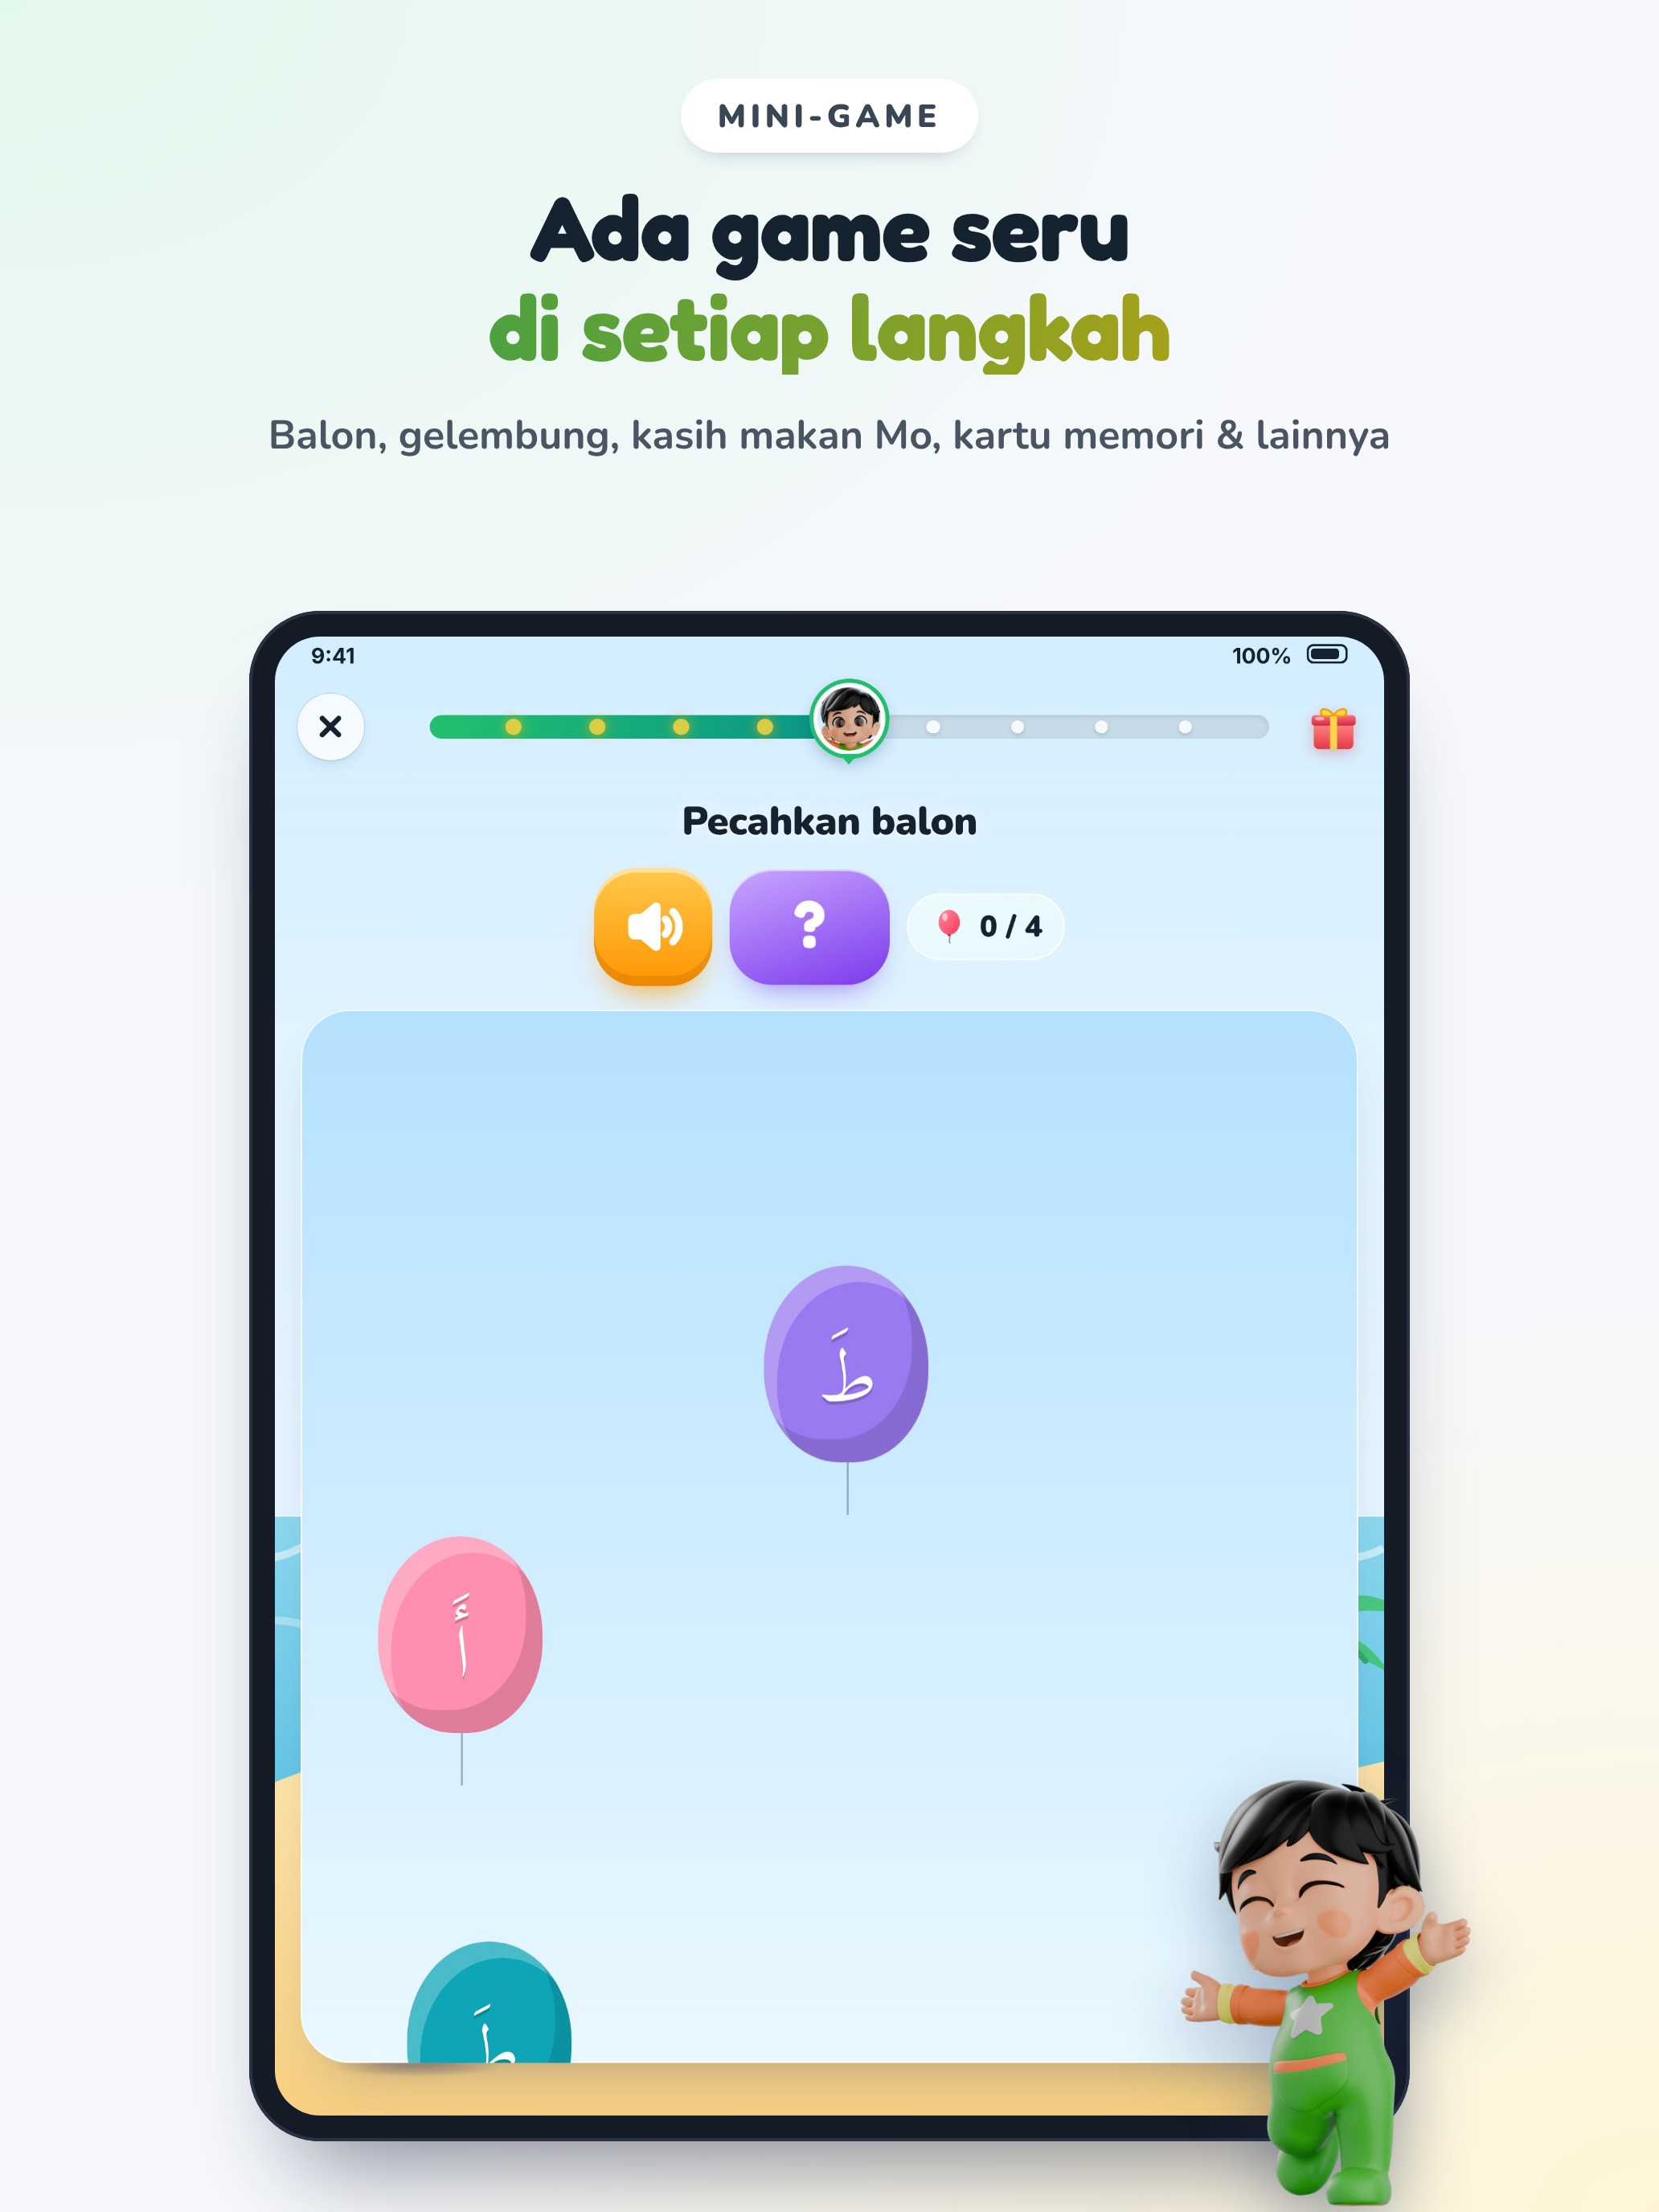 MINI-GAME
Ada game seru
di setiap langkah
Balon, gelembung, kasih makan Mo, kartu memori & lainnya
9:41
100%
Pecahkan balon
?
0 / 4
طَ
أَ
طَ